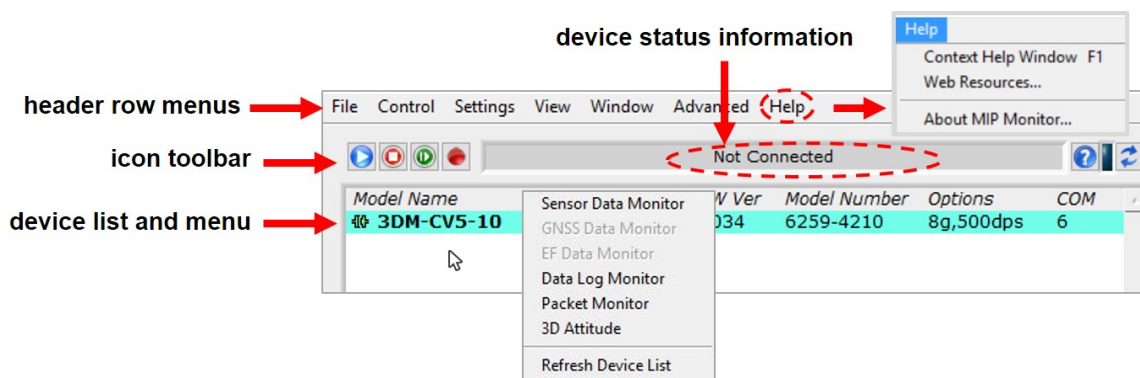 device status information
Help
Context Help Window F1
Web Resources...
About MIP Monitor...
header row menus
File Control Settings View Window Advanced Help
icon toolbar
Not Connected
device list and menu
Model Name W Ver Model Number Options COM
3DM-CV5-10 034 6259-4210 8g,500dps 6
Sensor Data Monitor
GNSS Data Monitor
EF Data Monitor
Data Log Monitor
Packet Monitor
3D Attitude
Refresh Device List